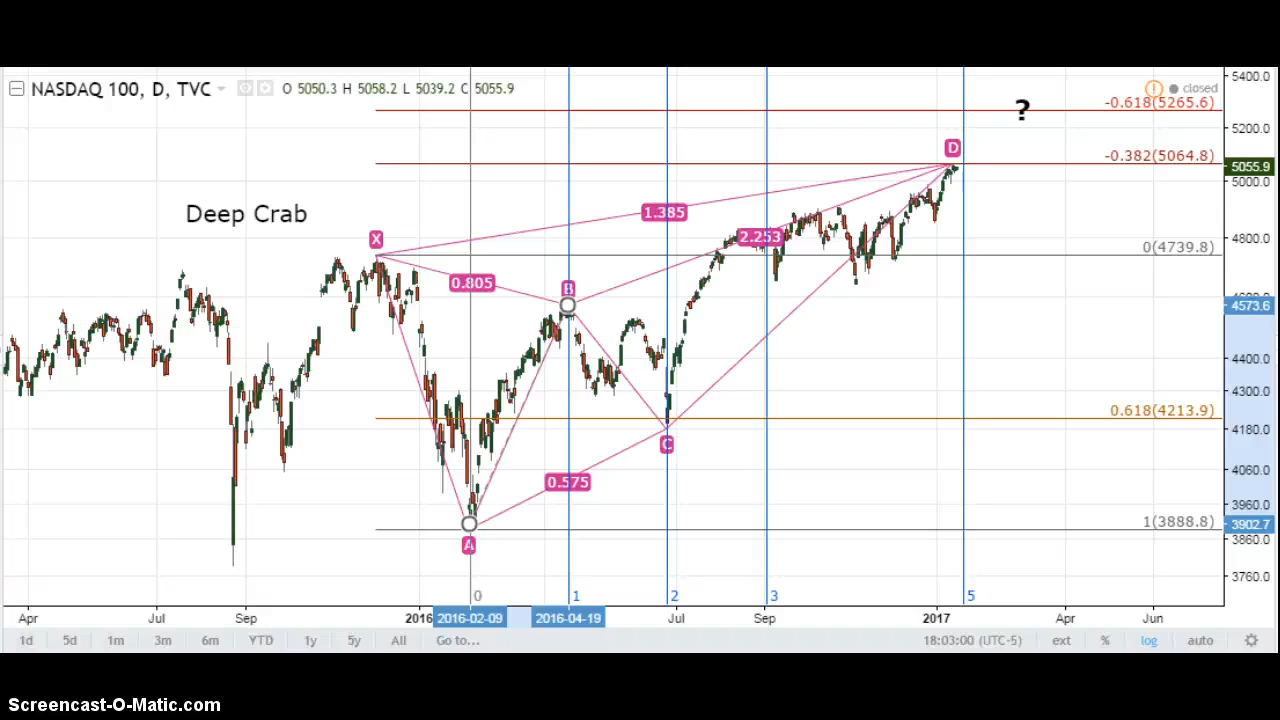 NASDAQ 100, D, TVC O 5050.3 H 5058.2 L 5039.2 C 5055.9
closed
-0.618(5265.6)
?
-0.382(5064.8)
0(4739.8)
0.618(4213.9)
1(3888.8)
Deep Crab
X
A
B
C
D
0.805
1.385
2.253
0.575
0
1
2
3
5
5400.0
5200.0
5055.9
5000.0
4800.0
4573.6
4400.0
4300.0
4180.0
4060.0
3960.0
3902.7
3860.0
3760.0
Apr Jul Sep 2016 2016-02-09 2016-04-19 Jul Sep 2017 Apr Jun
1d 5d 1m 3m 6m YTD 1y 5y All Go to... 18:03:00 (UTC-5) ext % log auto
Screencast-O-Matic.com